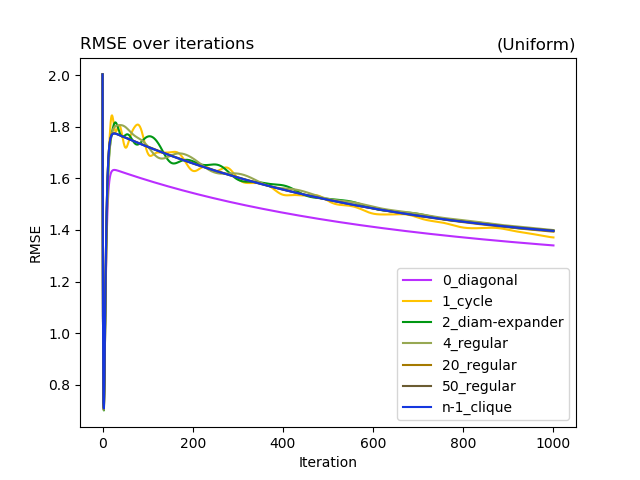 RMSE over iterations (Uniform)
2.0
1.8
1.6
1.4
1.2
1.0
0.8
RMSE
0_diagonal
1_cycle
2_diam-expander
4_regular
20_regular
50_regular
n-1_clique
0 200 400 600 800 1000
Iteration